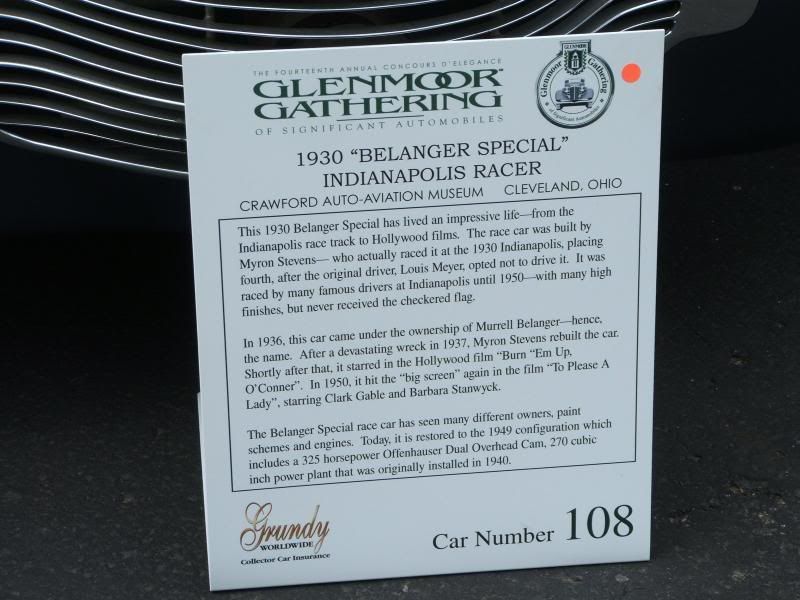 THE FOURTEENTH ANNUAL CONCOURS D'ELEGANCE
GLENMOOR
GATHERING
OF SIGNIFICANT AUTOMOBILES
GLENMOOR
Glenmoor Gathering
of Significant Automobiles
1930 "BELANGER SPECIAL"
INDIANAPOLIS RACER
CRAWFORD AUTO-AVIATION MUSEUM CLEVELAND, OHIO
This 1930 Belanger Special has lived an impressive life—from the
Indianapolis race track to Hollywood films. The race car was built by
Myron Stevens— who actually raced it at the 1930 Indianapolis, placing
fourth, after the original driver, Louis Meyer, opted not to drive it. It was
raced by many famous drivers at Indianapolis until 1950—with many high
finishes, but never received the checkered flag.
In 1936, this car came under the ownership of Murrell Belanger—hence,
the name. After a devastating wreck in 1937, Myron Stevens rebuilt the car.
Shortly after that, it starred in the Hollywood film "Burn "Em Up,
O'Conner". In 1950, it hit the "big screen" again in the film "To Please A
Lady", starring Clark Gable and Barbara Stanwyck.
The Belanger Special race car has seen many different owners, paint
schemes and engines. Today, it is restored to the 1949 configuration which
includes a 325 horsepower Offenhauser Dual Overhead Cam, 270 cubic
inch power plant that was originally installed in 1940.
Grundy
WORLDWIDE
Collector Car Insurance
Car Number 108